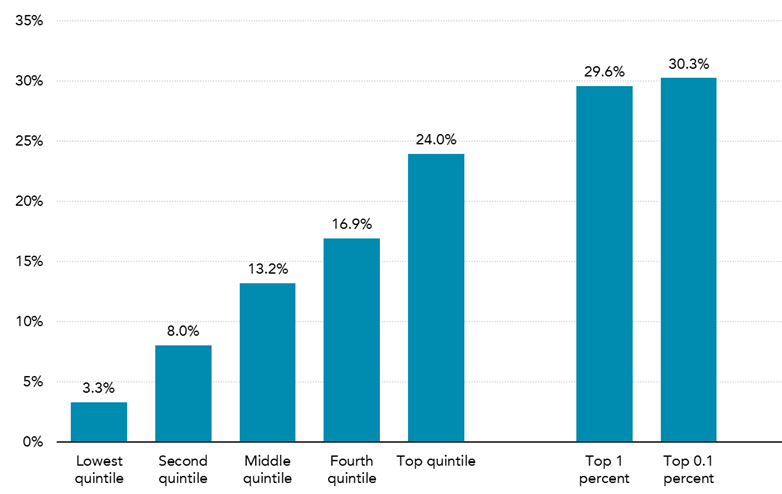 35%
30%
25%
20%
15%
10%
5%
0%
3.3%
8.0%
13.2%
16.9%
24.0%
29.6%
30.3%
Lowest
quintile
Second
quintile
Middle
quintile
Fourth
quintile
Top quintile
Top 1
percent
Top 0.1
percent